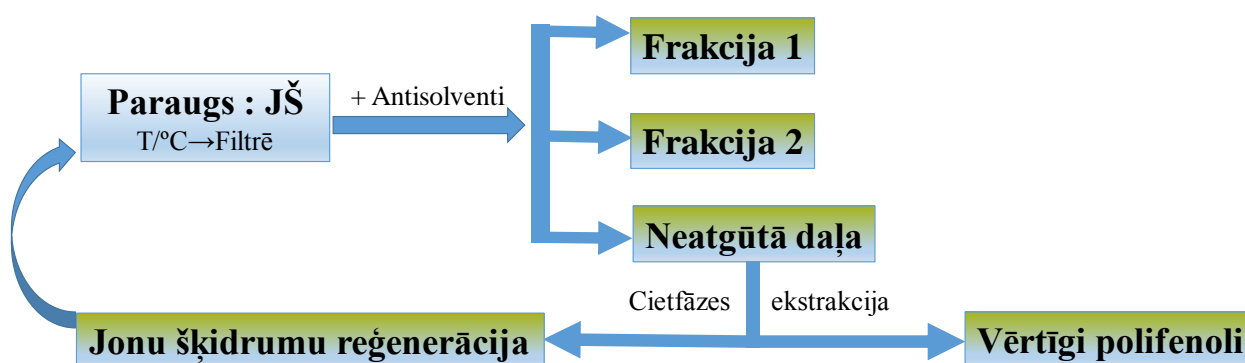 Frakcija 1
Paraugs : JŠ
T/ºC→Filtrē
+ Antisolventi
Frakcija 2
Neatgūtā daļa
Cietfāzes ekstrakcija
Jonu šķidrumu reģenerācija
Vērtīgi polifenoli